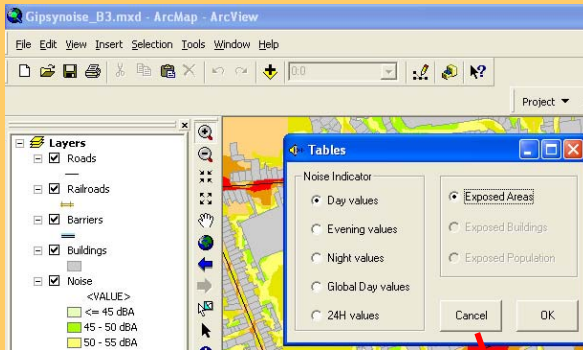 Gipsynoise_B3.mxd - ArcMap - ArcView
File Edit View Insert Selection Tools Window Help
0:0
Project
Layers
Roads
Railroads
Barriers
Buildings
Noise
<VALUE>
<= 45 dBA
45 - 50 dBA
50 - 55 dBA
Tables
Noise Indicator
Day values
Evening values
Night values
Global Day values
24H values
Exposed Areas
Exposed Buildings
Exposed Population
Cancel OK